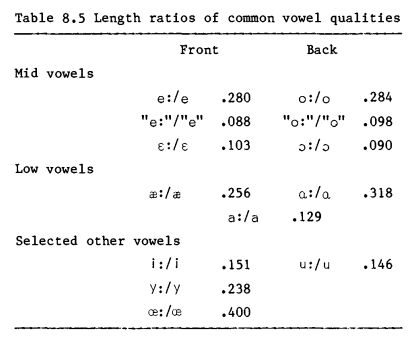 Table 8.5 Length ratios of common vowel qualities
Front Back
Mid vowels
e:/e .280 o:/o .284
"e:"/"e" .088 "o:"/"o" .098
ɛ:/ɛ .103 ɔ:/ɔ .090
Low vowels
æ:/æ .256 ɑ:/ɑ .318
a:/a .129
Selected other vowels
i:/i .151 u:/u .146
y:/y .238
œ:/œ .400